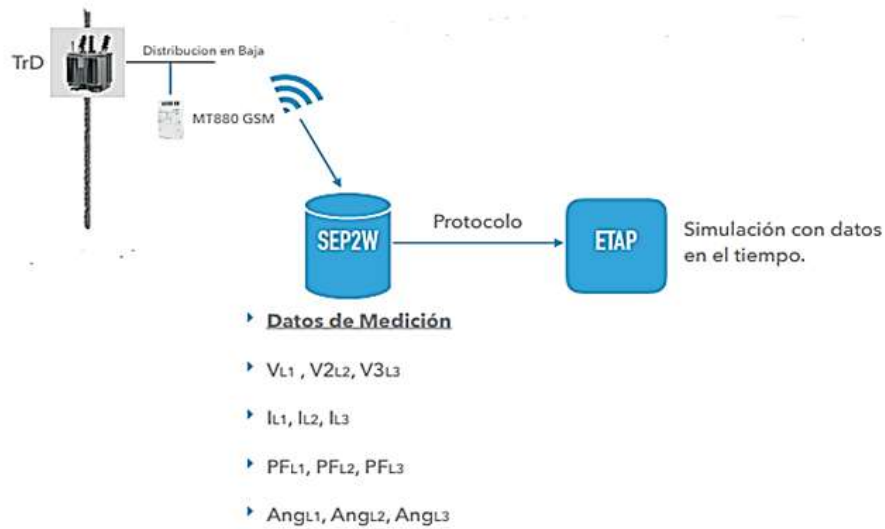 TrD
Distribucion en Baja
MT880 GSM
SEP2W
Protocolo
ETAP
Simulación con datos
en el tiempo.
Datos de Medición
VL1 , V2L2, V3L3
IL1, IL2, IL3
PFL1, PFL2, PFL3
AngL1, AngL2, AngL3